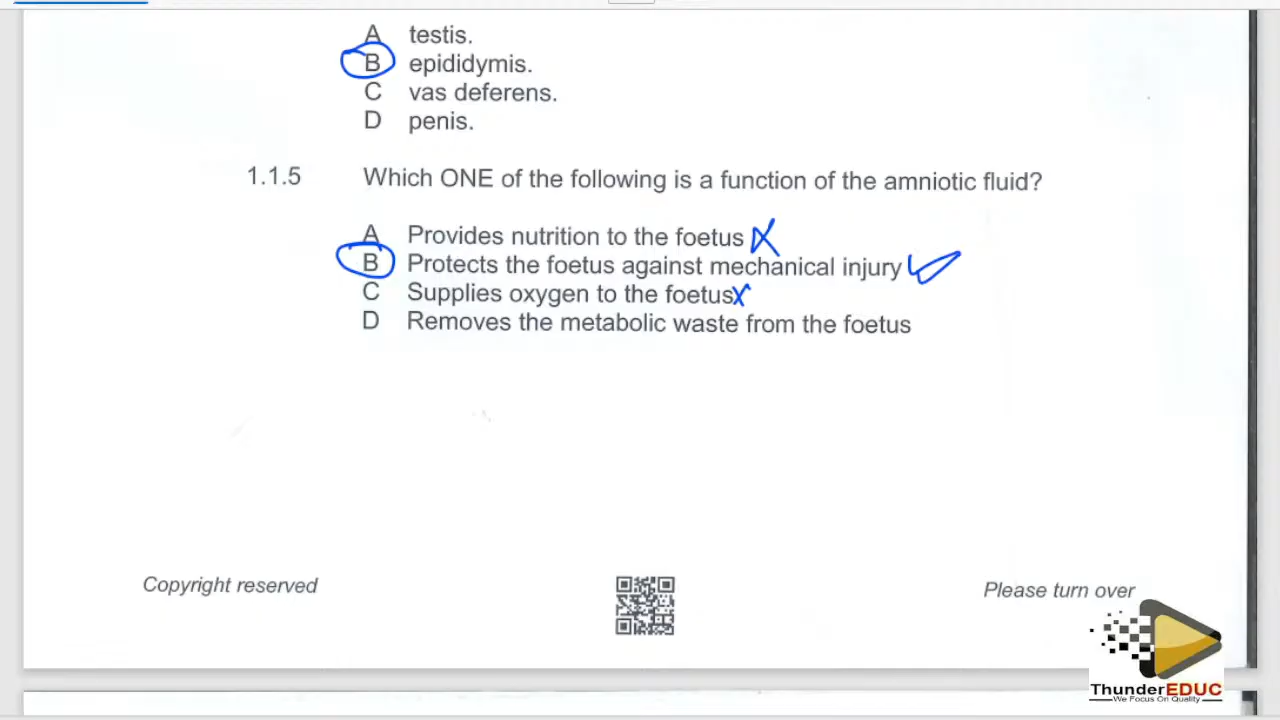 A testis.
B epididymis.
C vas deferens.
D penis.
1.1.5 Which ONE of the following is a function of the amniotic fluid?
A Provides nutrition to the foetus
B Protects the foetus against mechanical injury
C Supplies oxygen to the foetus
D Removes the metabolic waste from the foetus
Copyright reserved
Please turn over
ThunderEDUC
We Focus On Quality